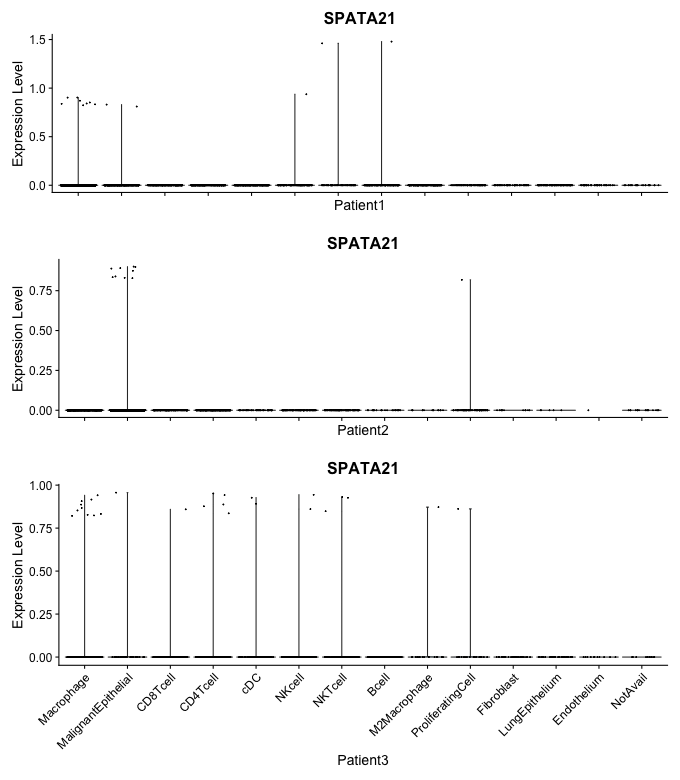 SPATA21
Expression Level
1.5
1.0
0.5
0.0
Patient1
SPATA21
Expression Level
0.75
0.50
0.25
0.00
Patient2
SPATA21
Expression Level
1.00
0.75
0.50
0.25
0.00
Macrophage
MalignantEpithelial
CD8Tcell
CD4Tcell
cDC
NKcell
NKTcell
Bcell
M2Macrophage
ProliferatingCell
Fibroblast
LungEpithelium
Endothelium
NotAvail
Patient3